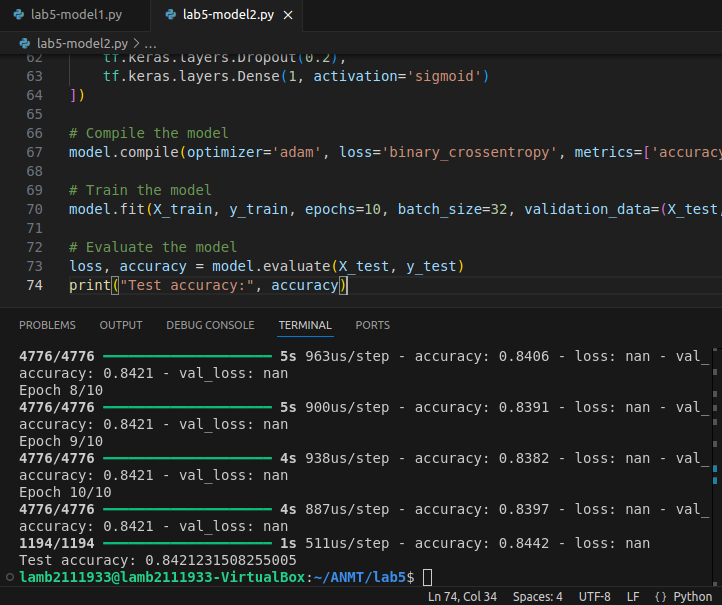 lab5-model1.py lab5-model2.py
lab5-model2.py > ...
62 tf.keras.layers.Dropout(0.2),
63 tf.keras.layers.Dense(1, activation='sigmoid')
64 ])
65
66 # Compile the model
67 model.compile(optimizer='adam', loss='binary_crossentropy', metrics=['accuracy
68
69 # Train the model
70 model.fit(X_train, y_train, epochs=10, batch_size=32, validation_data=(X_test,
71
72 # Evaluate the model
73 loss, accuracy = model.evaluate(X_test, y_test)
74 print("Test accuracy:", accuracy)
PROBLEMS OUTPUT DEBUG CONSOLE TERMINAL PORTS
4776/4776 5s 963us/step - accuracy: 0.8406 - loss: nan - val_
accuracy: 0.8421 - val_loss: nan
Epoch 8/10
4776/4776 5s 900us/step - accuracy: 0.8391 - loss: nan - val_
accuracy: 0.8421 - val_loss: nan
Epoch 9/10
4776/4776 4s 938us/step - accuracy: 0.8382 - loss: nan - val_
accuracy: 0.8421 - val_loss: nan
Epoch 10/10
4776/4776 4s 887us/step - accuracy: 0.8397 - loss: nan - val_
accuracy: 0.8421 - val_loss: nan
1194/1194 1s 511us/step - accuracy: 0.8442 - loss: nan
Test accuracy: 0.8421231508255005
lamb2111933@lamb2111933-VirtualBox:~/ANMT/lab5$
Ln 74, Col 34 Spaces: 4 UTF-8 LF {} Python